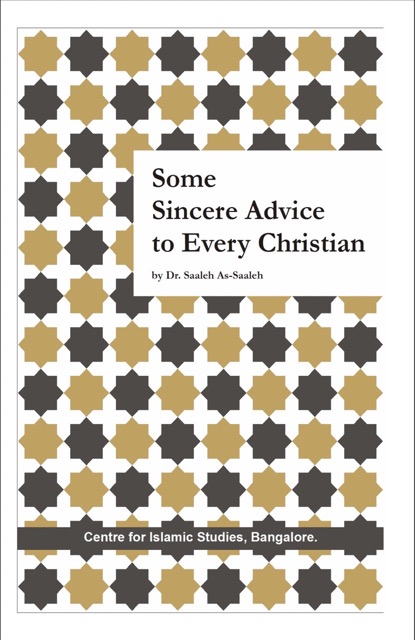 Some
Sincere Advice
to Every Christian
by Dr. Saaleh As-Saaleh
Centre for Islamic Studies, Bangalore.